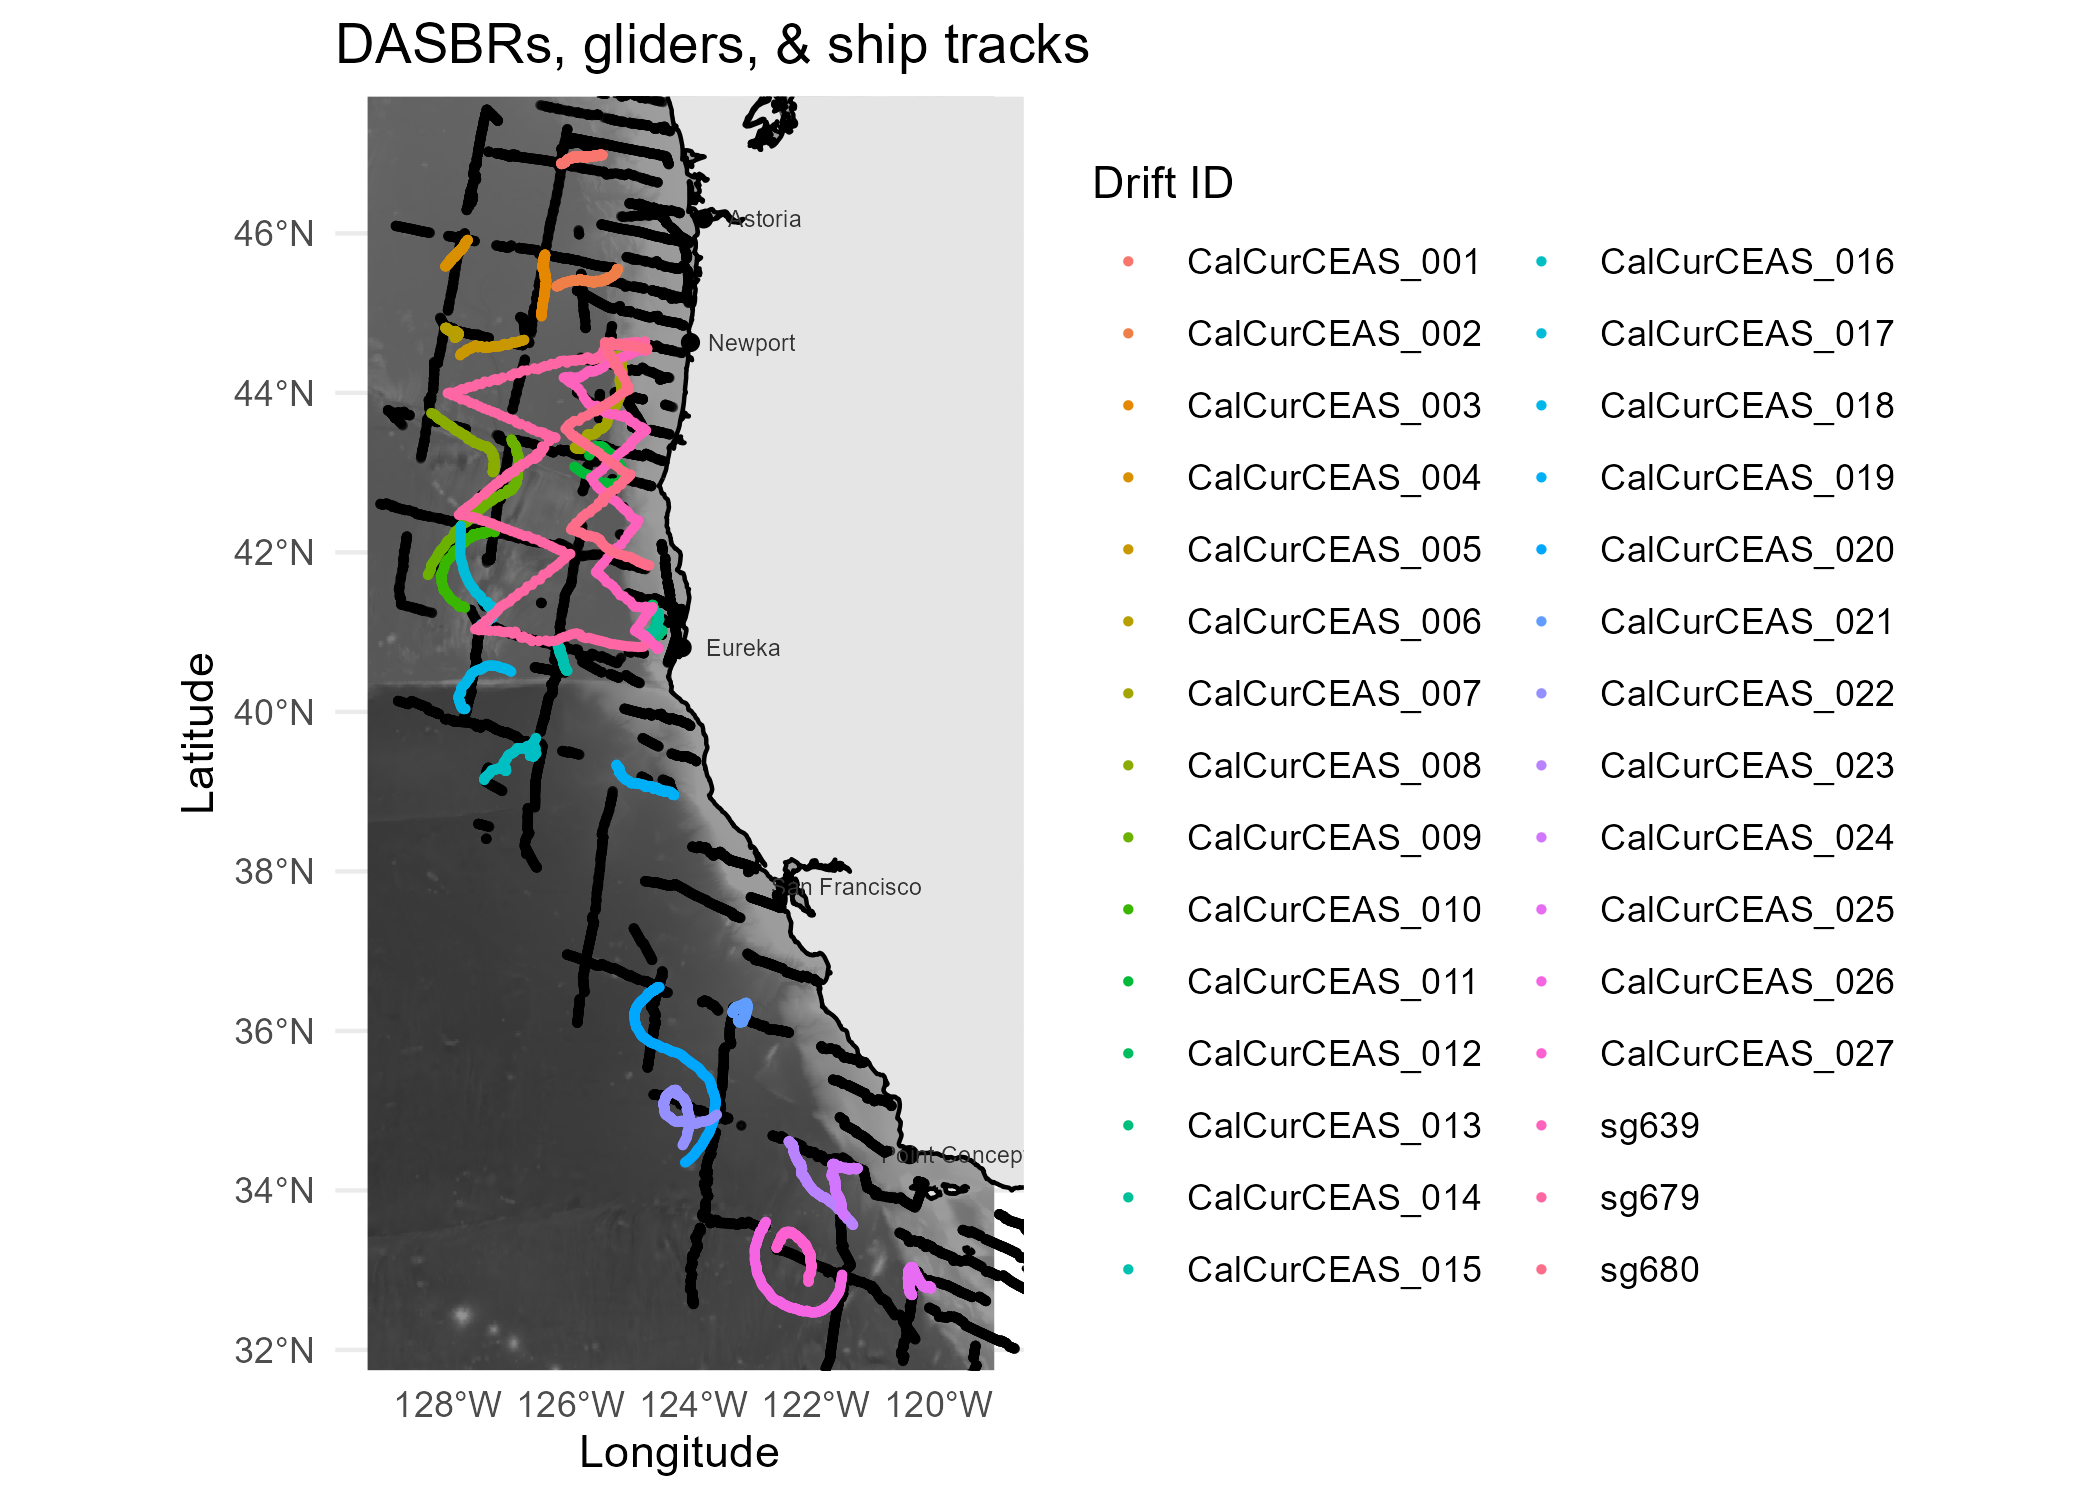 DASBRs, gliders, & ship tracks
Latitude
46°N
44°N
42°N
40°N
38°N
36°N
34°N
32°N
Astoria
Newport
Eureka
San Francisco
Point Concep
128°W 126°W 124°W 122°W 120°W
Longitude
Drift ID
CalCurCEAS_001
CalCurCEAS_002
CalCurCEAS_003
CalCurCEAS_004
CalCurCEAS_005
CalCurCEAS_006
CalCurCEAS_007
CalCurCEAS_008
CalCurCEAS_009
CalCurCEAS_010
CalCurCEAS_011
CalCurCEAS_012
CalCurCEAS_013
CalCurCEAS_014
CalCurCEAS_015
CalCurCEAS_016
CalCurCEAS_017
CalCurCEAS_018
CalCurCEAS_019
CalCurCEAS_020
CalCurCEAS_021
CalCurCEAS_022
CalCurCEAS_023
CalCurCEAS_024
CalCurCEAS_025
CalCurCEAS_026
CalCurCEAS_027
sg639
sg679
sg680